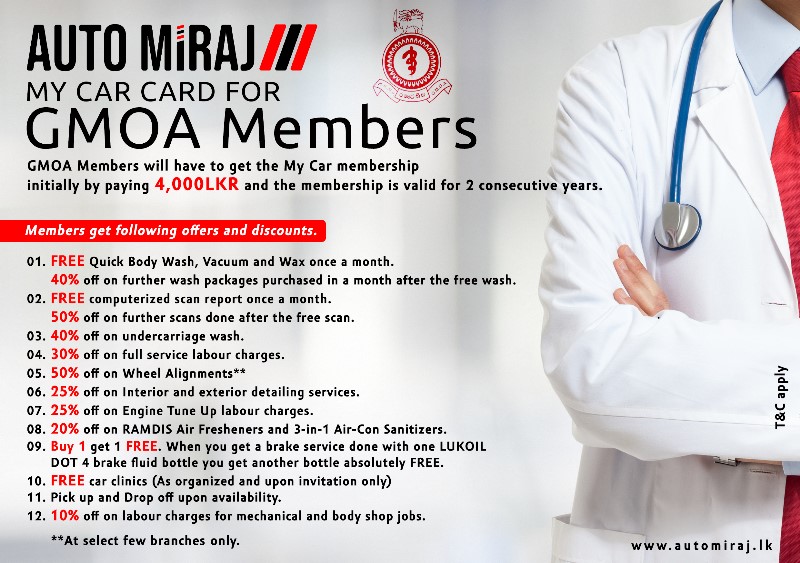 AUTO MiRAJ
MY CAR CARD FOR
GMOA Members
GMOA Members will have to get the My Car membership
initially by paying 4,000LKR and the membership is valid for 2 consecutive years.
Members get following offers and discounts.
01. FREE Quick Body Wash, Vacuum and Wax once a month.
40% off on further wash packages purchased in a month after the free wash.
02. FREE computerized scan report once a month.
50% off on further scans done after the free scan.
03. 40% off on undercarriage wash.
04. 30% off on full service labour charges.
05. 50% off on Wheel Alignments**
06. 25% off on Interior and exterior detailing services.
07. 25% off on Engine Tune Up labour charges.
08. 20% off on RAMDIS Air Fresheners and 3-in-1 Air-Con Sanitizers.
09. Buy 1 get 1 FREE. When you get a brake service done with one LUKOIL
DOT 4 brake fluid bottle you get another bottle absolutely FREE.
10. FREE car clinics (As organized and upon invitation only)
11. Pick up and Drop off upon availability.
12. 10% off on labour charges for mechanical and body shop jobs.
**At select few branches only.
T&C apply
www.automiraj.lk